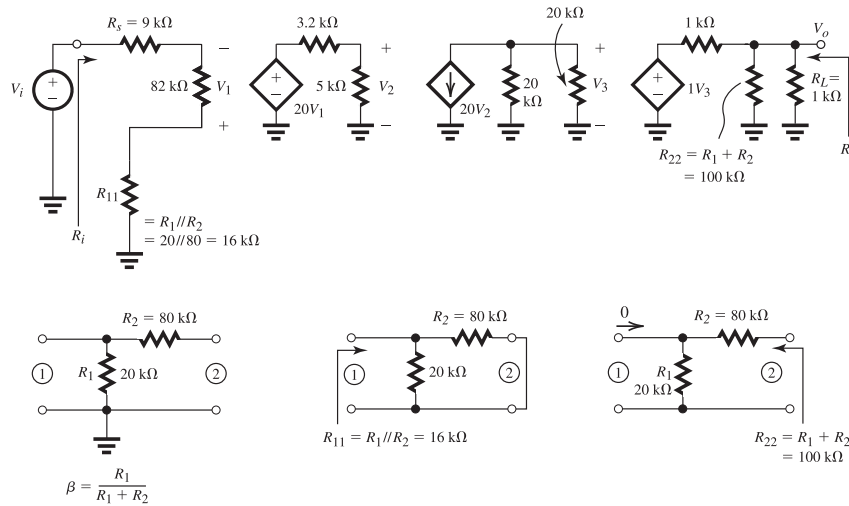 R_s = 9 kΩ
V_i
+
−
82 kΩ
−
V_1
+
R_11
= R_1//R_2
= 20//80 = 16 kΩ
R_i
3.2 kΩ
+
−
20V_1
5 kΩ
+
V_2
−
20V_2
20
kΩ
20 kΩ
+
V_3
−
1 kΩ
+
−
1V_3
V_o
R_L=
1 kΩ
R
R_22 = R_1 + R_2
= 100 kΩ
R_2 = 80 kΩ
1
R_1
20 kΩ
2
β = R_1 / (R_1 + R_2)
R_2 = 80 kΩ
1
20 kΩ
2
R_11 = R_1//R_2 = 16 kΩ
0
R_2 = 80 kΩ
1
R_1
20 kΩ
2
R_22 = R_1 + R_2
= 100 kΩ